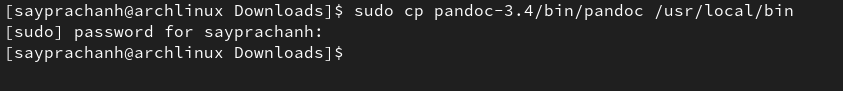 [sayprachanh@archlinux Downloads]$ sudo cp pandoc-3.4/bin/pandoc /usr/local/bin
[sudo] password for sayprachanh:
[sayprachanh@archlinux Downloads]$